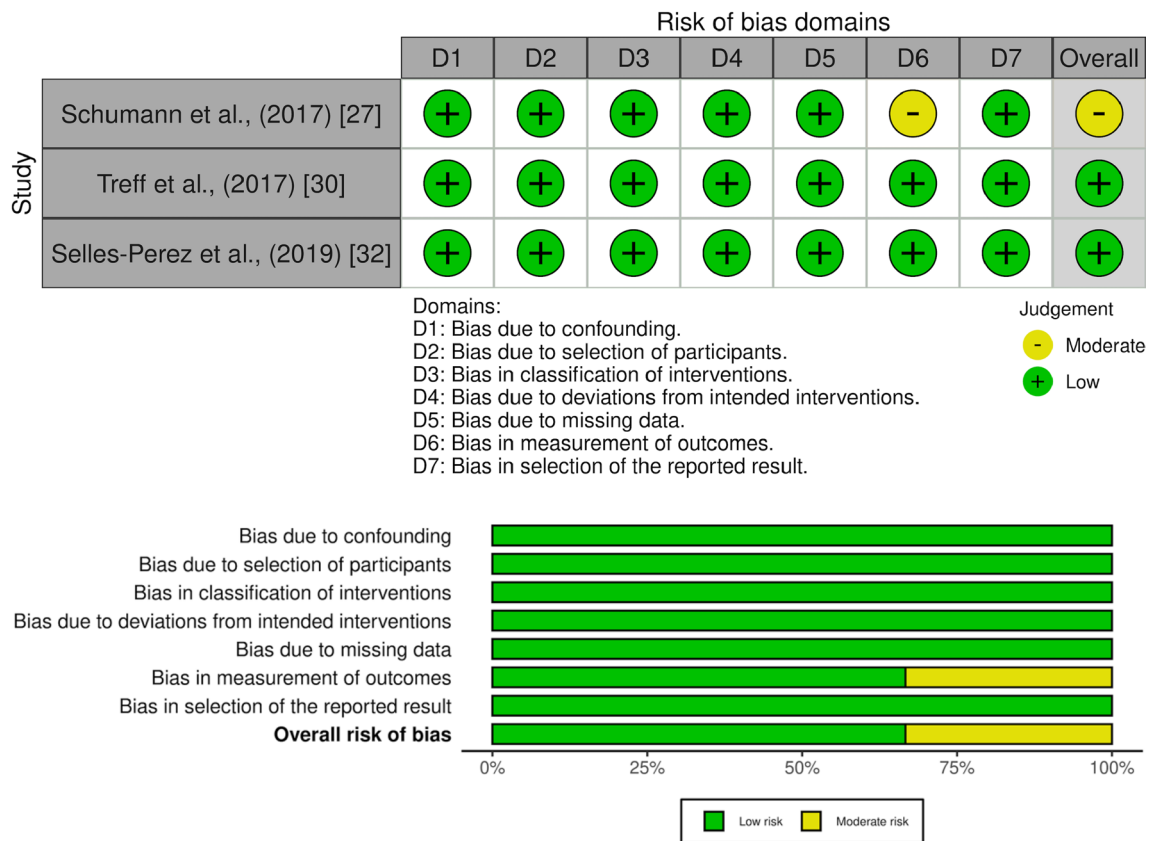 Risk of bias domains
D1 D2 D3 D4 D5 D6 D7 Overall
Study
Schumann et al., (2017) [27] + + + + + - + -
Treff et al., (2017) [30] + + + + + + + +
Selles-Perez et al., (2019) [32] + + + + + + + +
Domains:
D1: Bias due to confounding.
D2: Bias due to selection of participants.
D3: Bias in classification of interventions.
D4: Bias due to deviations from intended interventions.
D5: Bias due to missing data.
D6: Bias in measurement of outcomes.
D7: Bias in selection of the reported result.
Judgement
- Moderate
+ Low
Bias due to confounding
Bias due to selection of participants
Bias in classification of interventions
Bias due to deviations from intended interventions
Bias due to missing data
Bias in measurement of outcomes
Bias in selection of the reported result
Overall risk of bias
0% 25% 50% 75% 100%
Low risk Moderate risk